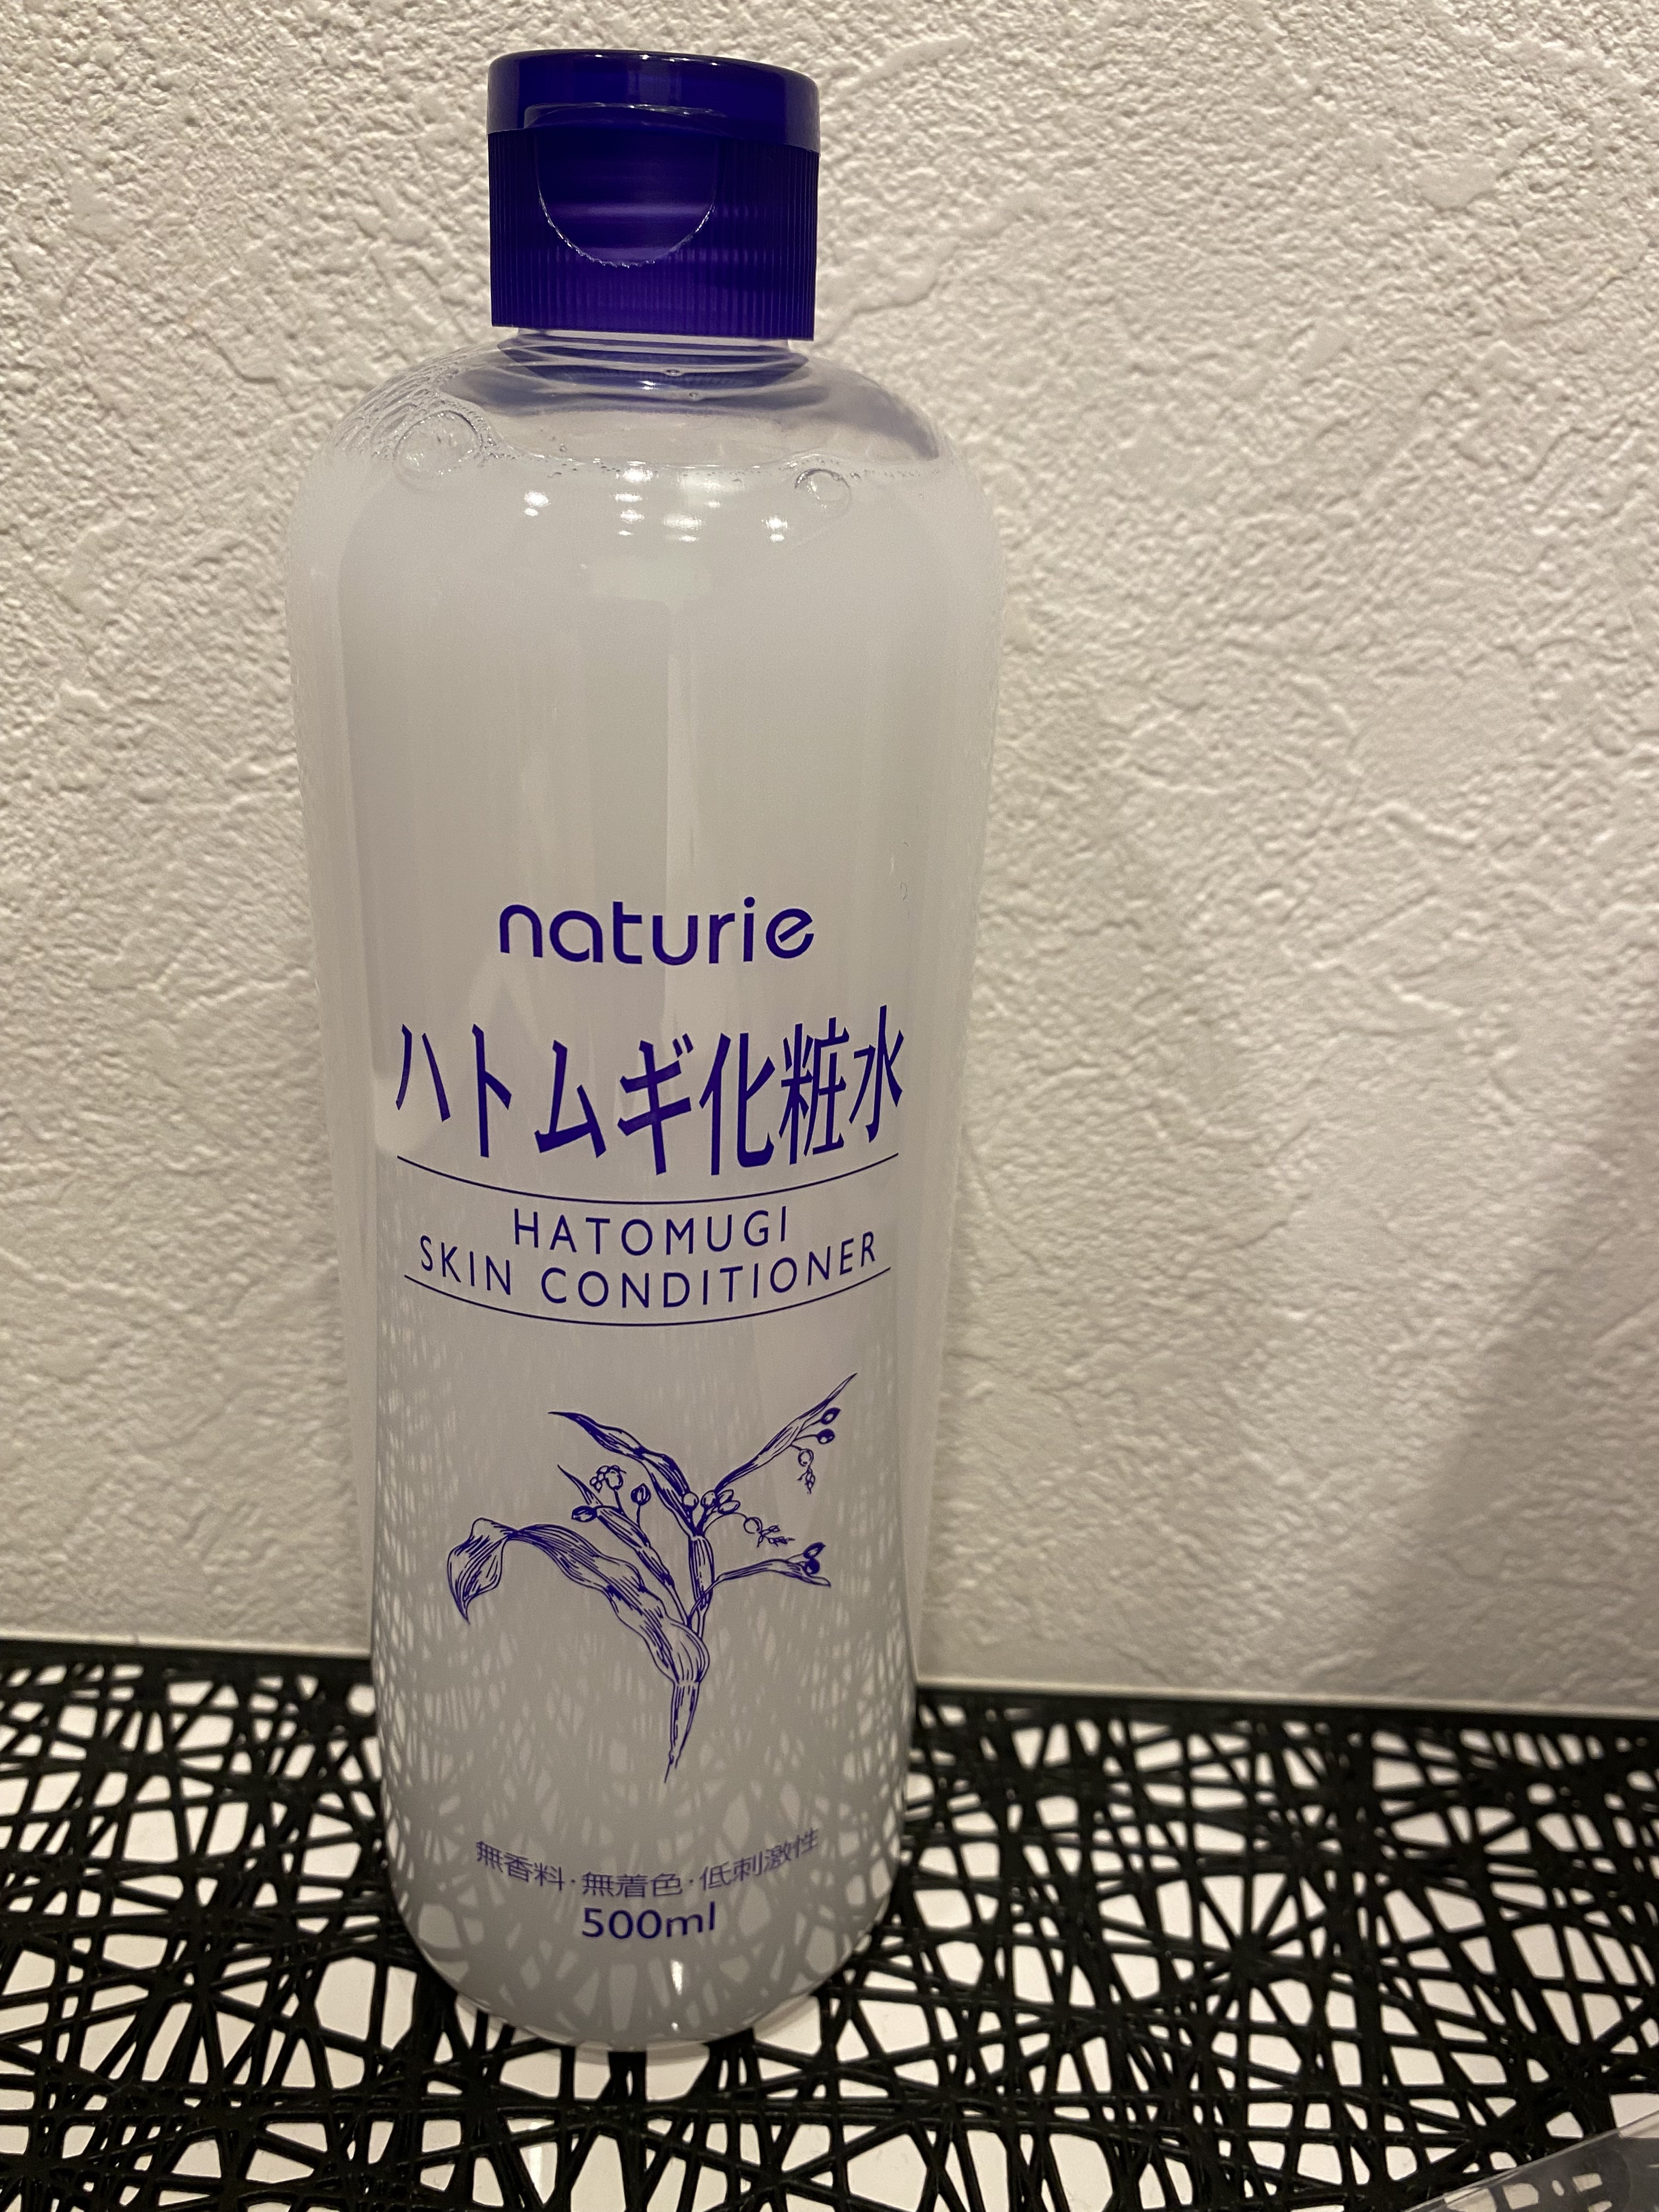 naturie
ハトムギ化粧水
HATOMUGI
SKIN CONDITIONER
無香料·無着色·低刺激性
500ml